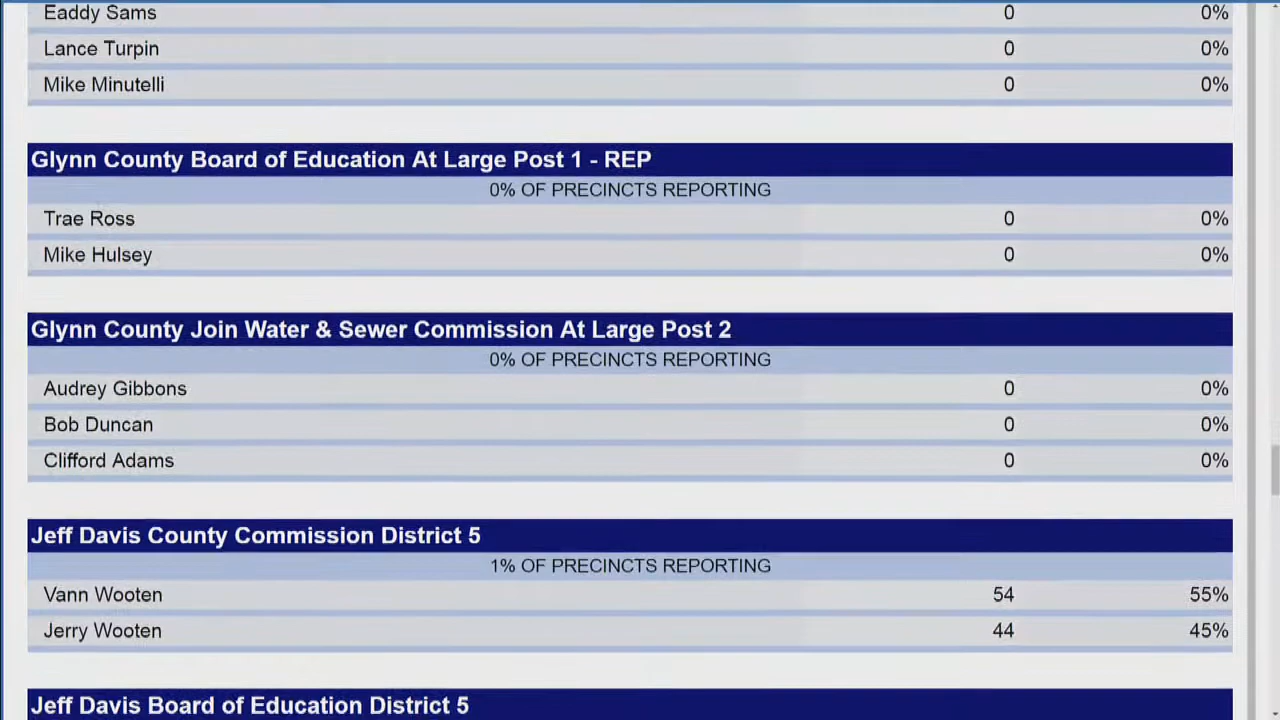 Eaddy Sams 0 0%
Lance Turpin 0 0%
Mike Minutelli 0 0%
Glynn County Board of Education At Large Post 1 - REP
0% OF PRECINCTS REPORTING
Trae Ross 0 0%
Mike Hulsey 0 0%
Glynn County Join Water & Sewer Commission At Large Post 2
0% OF PRECINCTS REPORTING
Audrey Gibbons 0 0%
Bob Duncan 0 0%
Clifford Adams 0 0%
Jeff Davis County Commission District 5
1% OF PRECINCTS REPORTING
Vann Wooten 54 55%
Jerry Wooten 44 45%
Jeff Davis Board of Education District 5